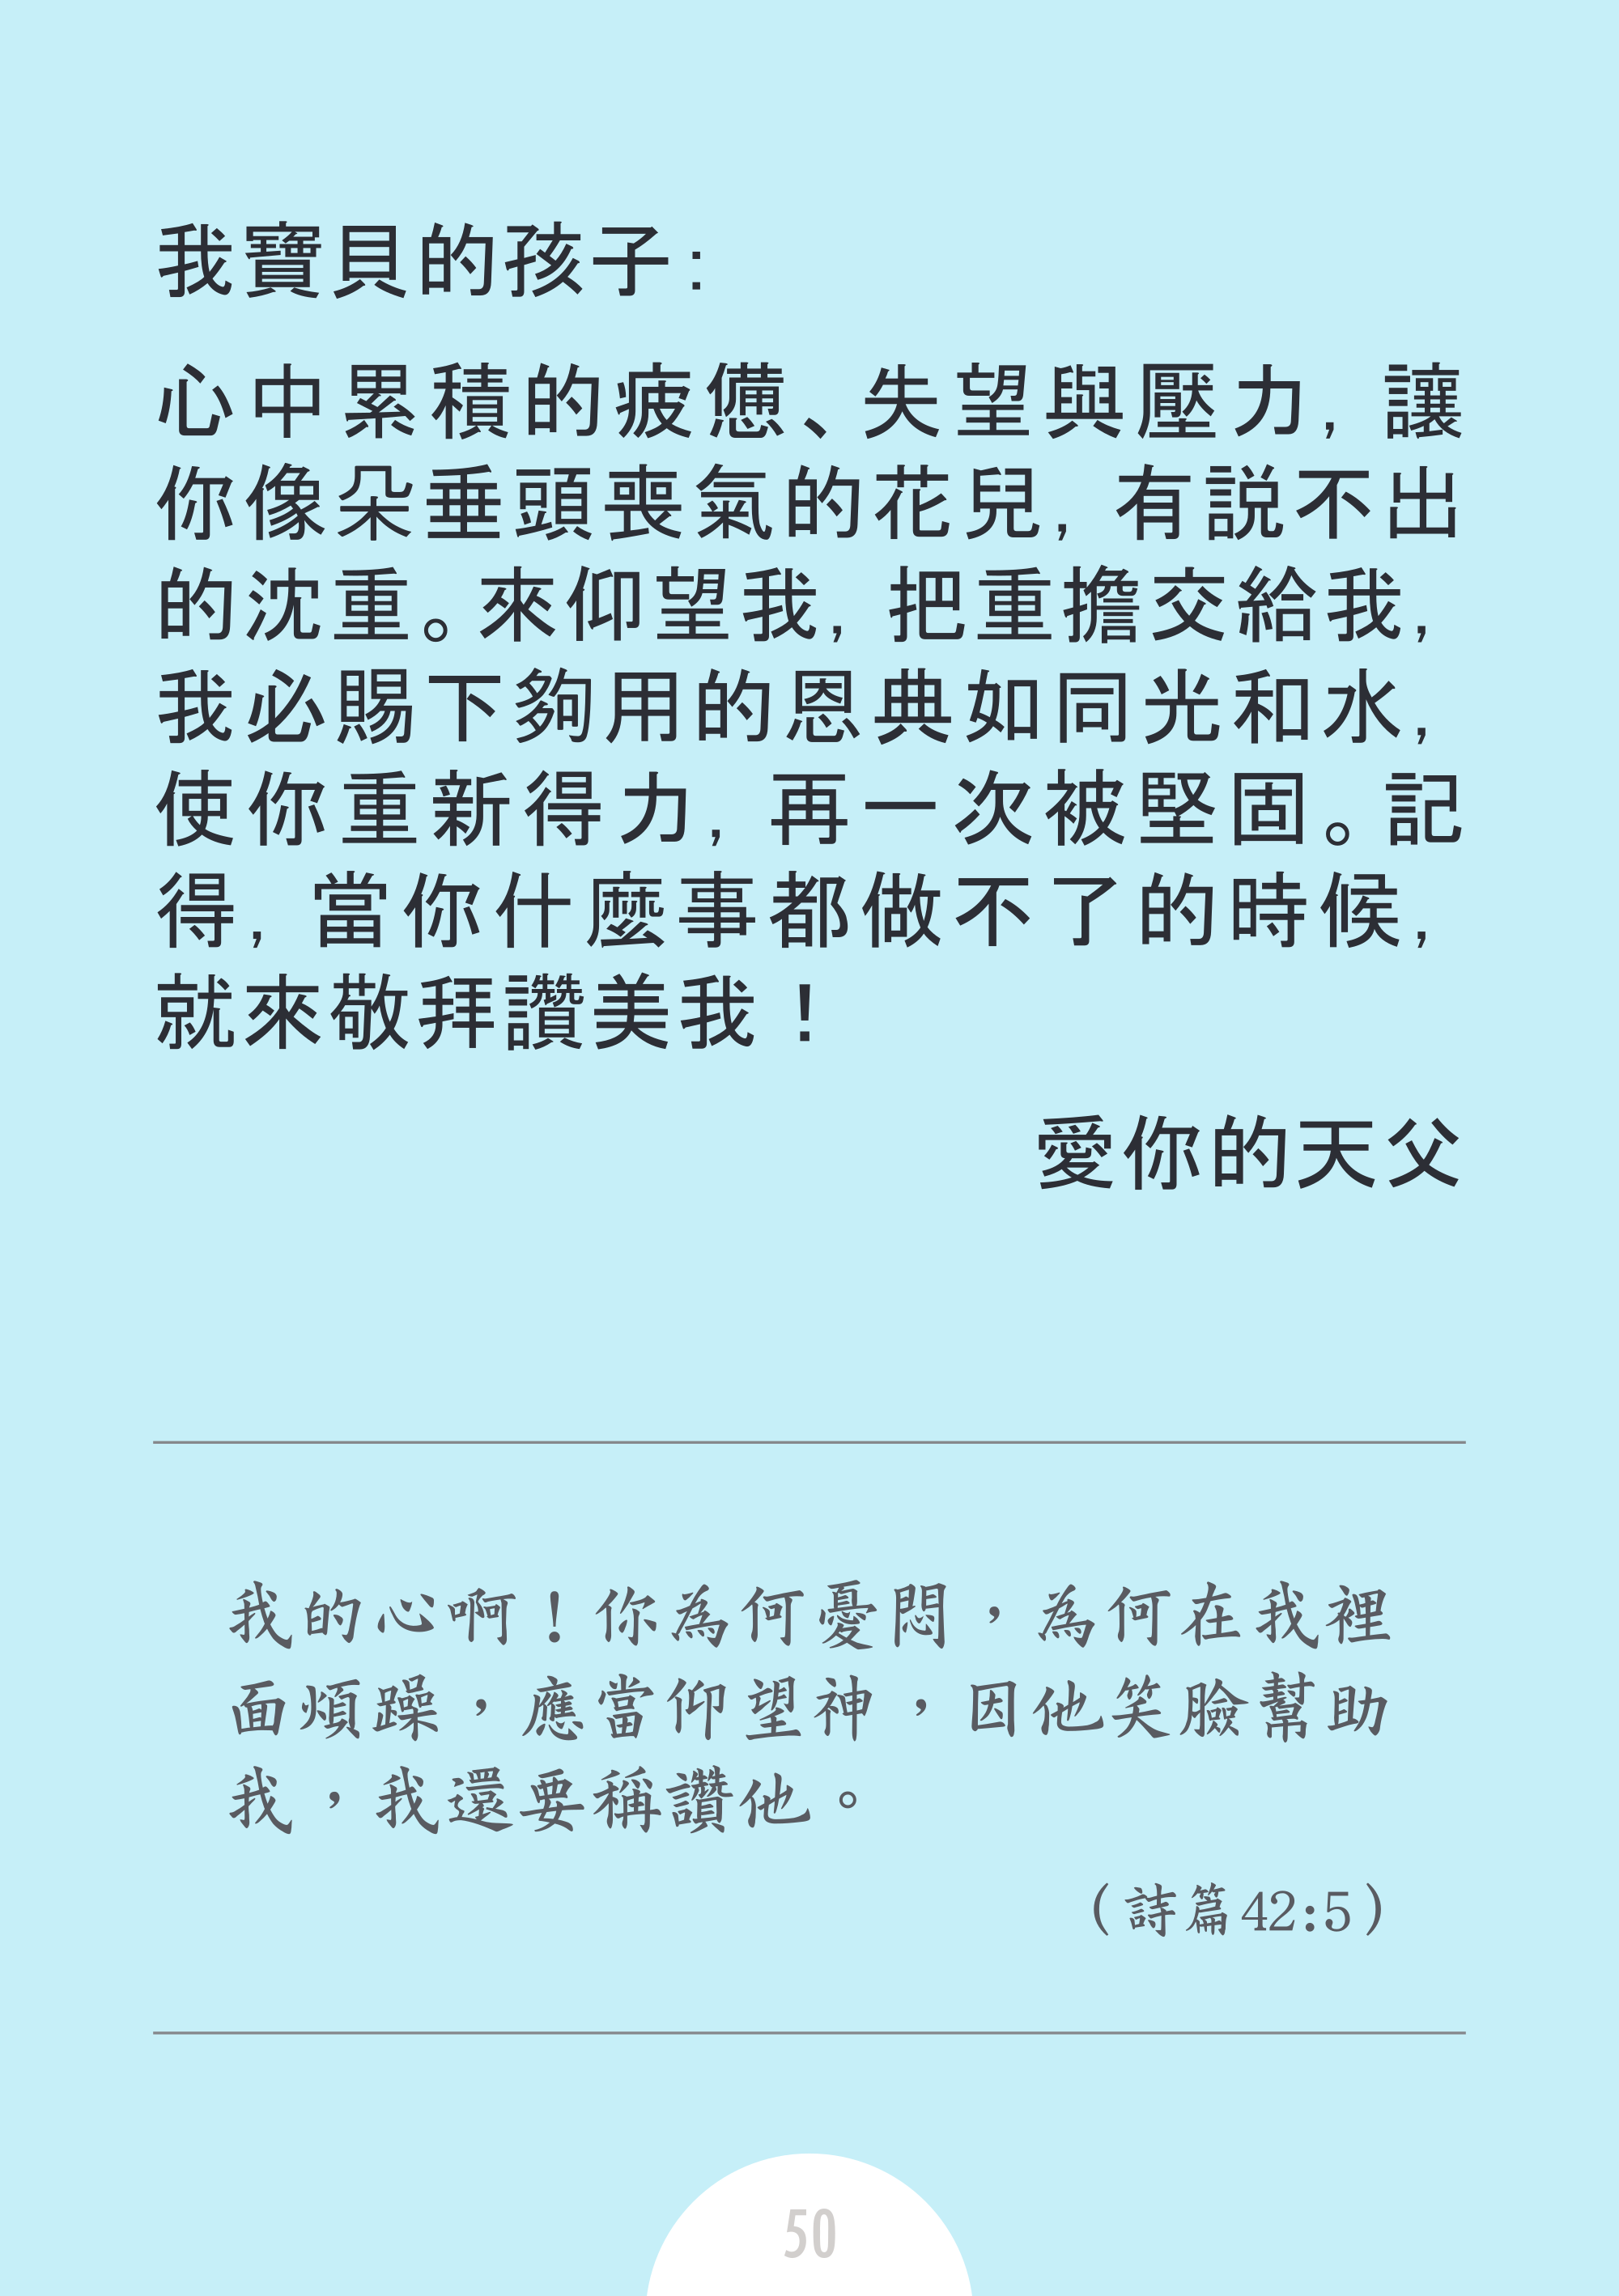 我寶貝的孩子：
心中累積的疲憊、失望與壓力，讓
你像朵垂頭喪氣的花兒，有説不出
的沈重。來仰望我，把重擔交給我，
我必賜下夠用的恩典如同光和水，
使你重新得力，再一次被堅固。記
得，當你什麼事都做不了的時候，
就來敬拜讚美我！
愛你的天父
我的心啊！你為何憂悶，為何在我裡
面煩躁，應當仰望神，因他笑臉幫助
我，我還要稱讚他。
（詩篇42:5）
50